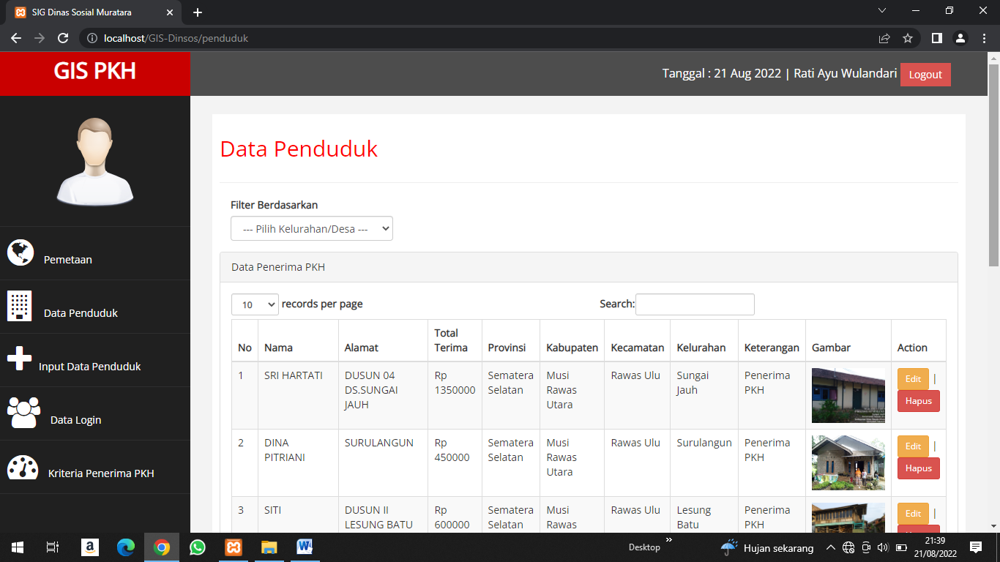 SIG Dinas Sosial Muratara
localhost/GIS-Dinsos/penduduk
GIS PKH
Tanggal : 21 Aug 2022 | Rati Ayu Wulandari Logout
Pemetaan
Data Penduduk
Input Data Penduduk
Data Login
Kriteria Penerima PKH
Data Penduduk
Filter Berdasarkan
--- Pilih Kelurahan/Desa ---
Data Penerima PKH
10 records per page Search:
No Nama Alamat Total Terima Provinsi Kabupaten Kecamatan Kelurahan Keterangan Gambar Action
1 SRI HARTATI DUSUN 04 DS.SUNGAI JAUH Rp 1350000 Sematera Selatan Musi Rawas Utara Rawas Ulu Sungai Jauh Penerima PKH Edit | Hapus
2 DINA PITRIANI SURULANGUN Rp 450000 Sematera Selatan Musi Rawas Utara Rawas Ulu Surulangun Penerima PKH Edit | Hapus
3 SITI DUSUN II LESUNG BATU Rp 600000 Sematera Selatan Musi Rawas Rawas Ulu Lesung Batu Penerima PKH Edit |
Desktop
Hujan sekarang
21:39
21/08/2022